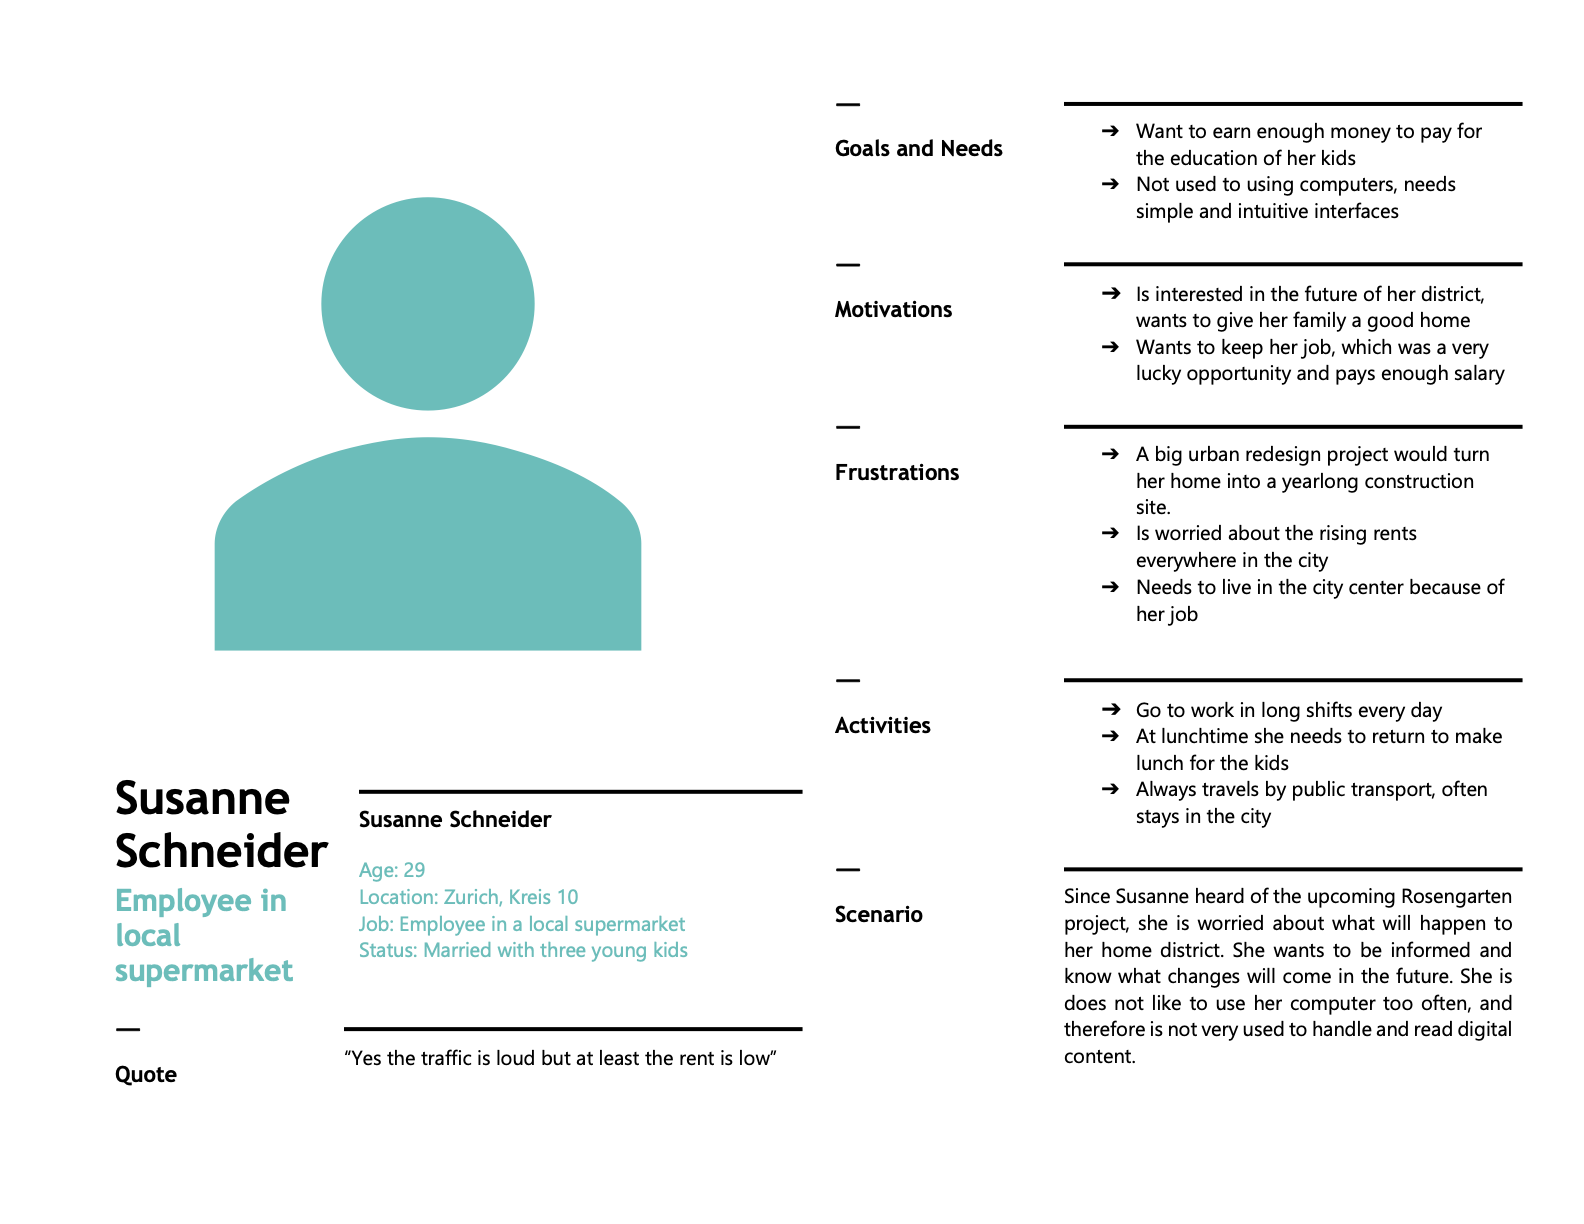 Susanne
Schneider
Employee in
local
supermarket
Susanne Schneider
Age: 29
Location: Zurich, Kreis 10
Job: Employee in a local supermarket
Status: Married with three young kids
—
Quote
“Yes the traffic is loud but at least the rent is low”
—
Goals and Needs
➔ Want to earn enough money to pay for
the education of her kids
➔ Not used to using computers, needs
simple and intuitive interfaces
—
Motivations
➔ Is interested in the future of her district,
wants to give her family a good home
➔ Wants to keep her job, which was a very
lucky opportunity and pays enough salary
—
Frustrations
➔ A big urban redesign project would turn
her home into a yearlong construction
site.
➔ Is worried about the rising rents
everywhere in the city
➔ Needs to live in the city center because of
her job
—
Activities
➔ Go to work in long shifts every day
➔ At lunchtime she needs to return to make
lunch for the kids
➔ Always travels by public transport, often
stays in the city
—
Scenario
Since Susanne heard of the upcoming Rosengarten
project, she is worried about what will happen to
her home district. She wants to be informed and
know what changes will come in the future. She is
does not like to use her computer too often, and
therefore is not very used to handle and read digital
content.